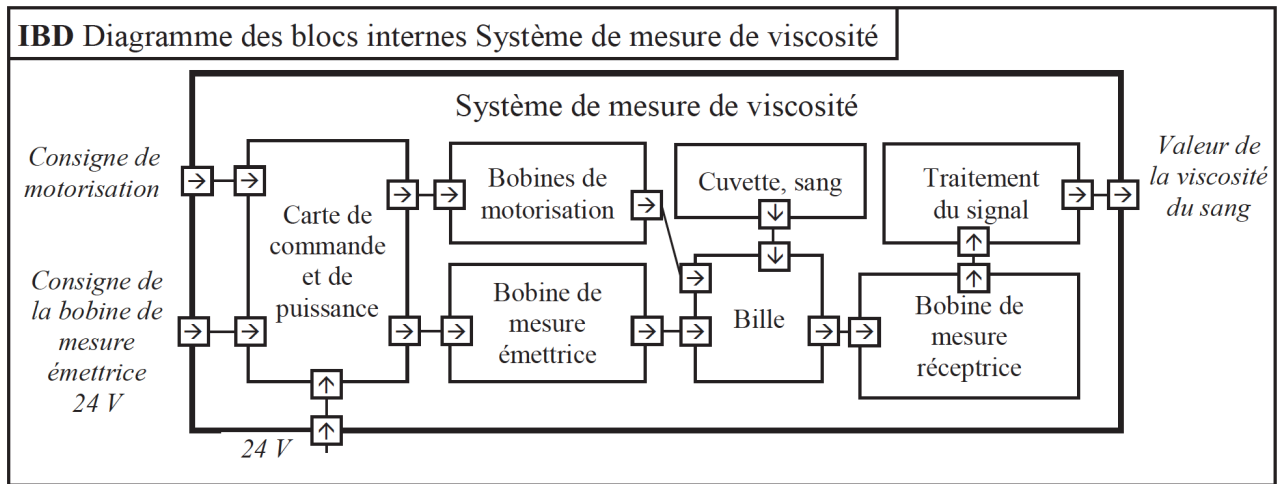 IBD Diagramme des blocs internes Système de mesure de viscosité
Système de mesure de viscosité
Consigne de
motorisation
Consigne de
la bobine de
mesure
émettrice
24 V
24 V
Carte de
commande
et de
puissance
Bobines de
motorisation
Bobine de
mesure
émettrice
Cuvette, sang
Bille
Traitement
du signal
Bobine de
mesure
réceptrice
Valeur de
la viscosité
du sang